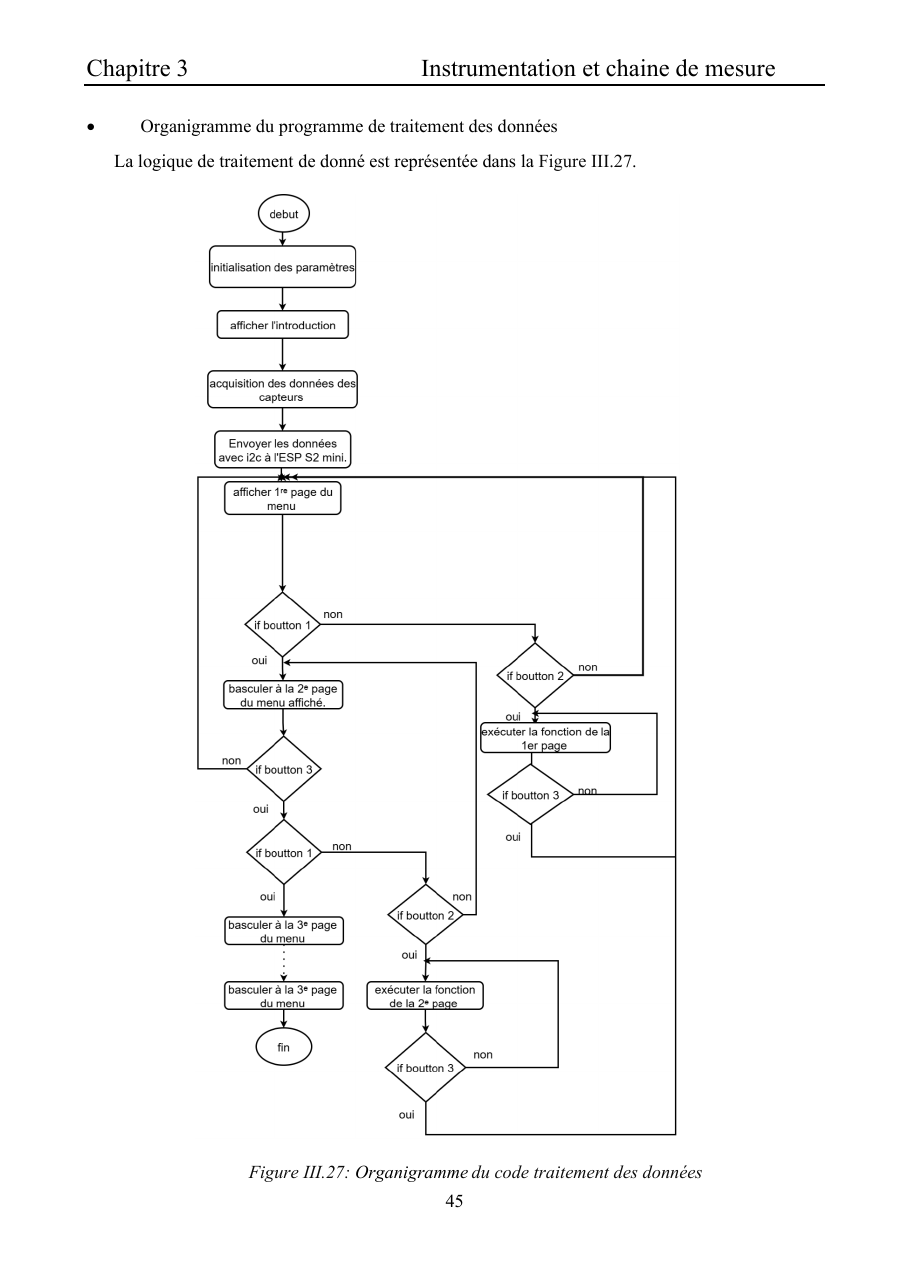 Chapitre 3 Instrumentation et chaine de mesure
• Organigramme du programme de traitement des données
La logique de traitement de donné est représentée dans la Figure III.27.
debut
initialisation des paramètres
afficher l'introduction
acquisition des données des
capteurs
Envoyer les données
avec i2c à l'ESP S2 mini.
afficher 1re page du
menu
if boutton 1
non
oui
if boutton 2
non
basculer à la 2e page
du menu affiché.
oui
exécuter la fonction de la
1er page
non
if boutton 3
if boutton 3
non
oui
oui
if boutton 1
non
oui
if boutton 2
non
basculer à la 3e page
du menu
oui
basculer à la 3e page
du menu
exécuter la fonction
de la 2e page
fin
if boutton 3
non
oui
Figure III.27: Organigramme du code traitement des données
45